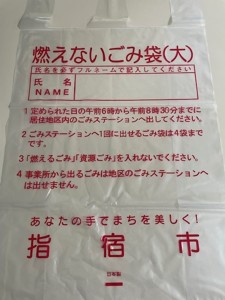 燃えないごみ袋(大)
氏名を必ずフルネームで記入してください
氏名
NAME
1 定められた日の午前6時から午前8時30分までに
居住地区内のごみステーションへ出してください。
2 ごみステーションへ1回に出せるごみ袋は4袋まで
です。
3 「燃えるごみ」「資源ごみ」を入れないでください。
4 事業所から出るごみは地区のごみステーションへ
は出せません。
あなたの手でまちを美しく!
指宿市
日本製